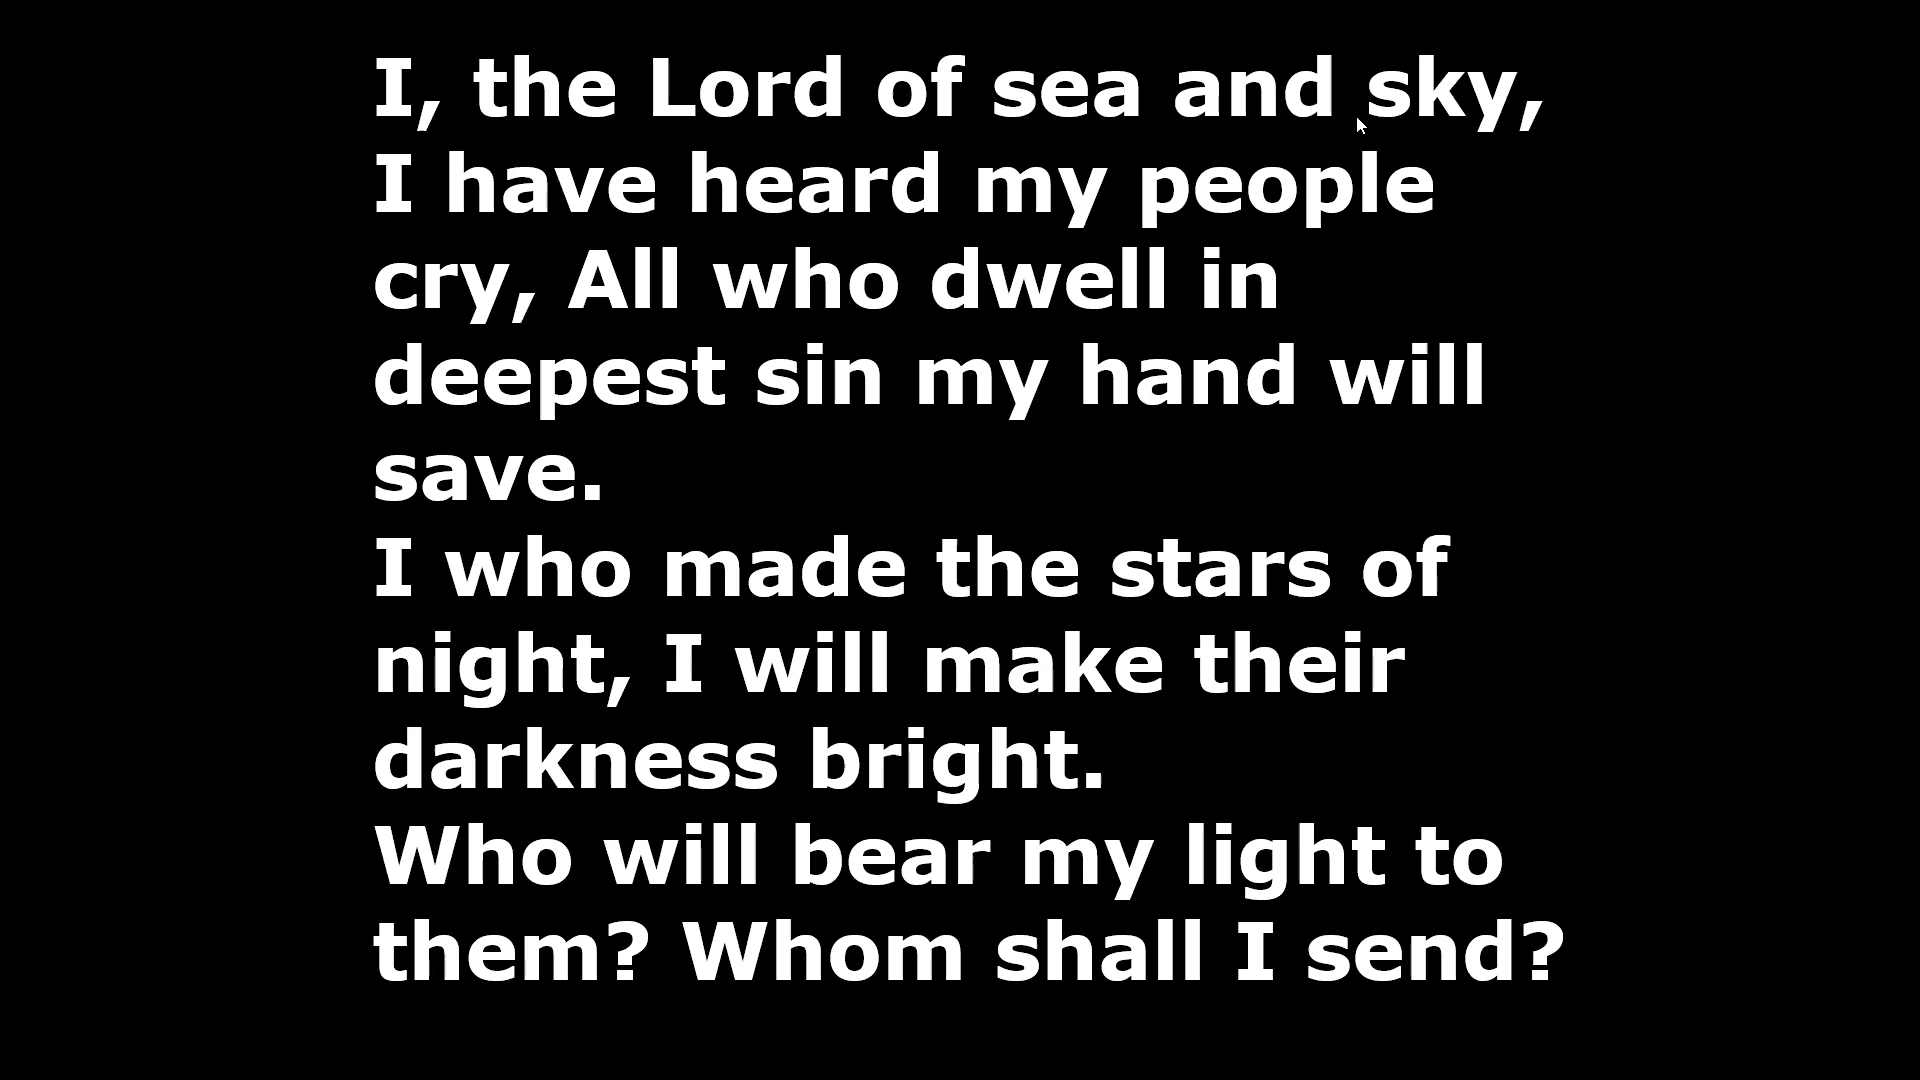 I, the Lord of sea and sky,
I have heard my people
cry, All who dwell in
deepest sin my hand will
save.
I who made the stars of
night, I will make their
darkness bright.
Who will bear my light to
them? Whom shall I send?